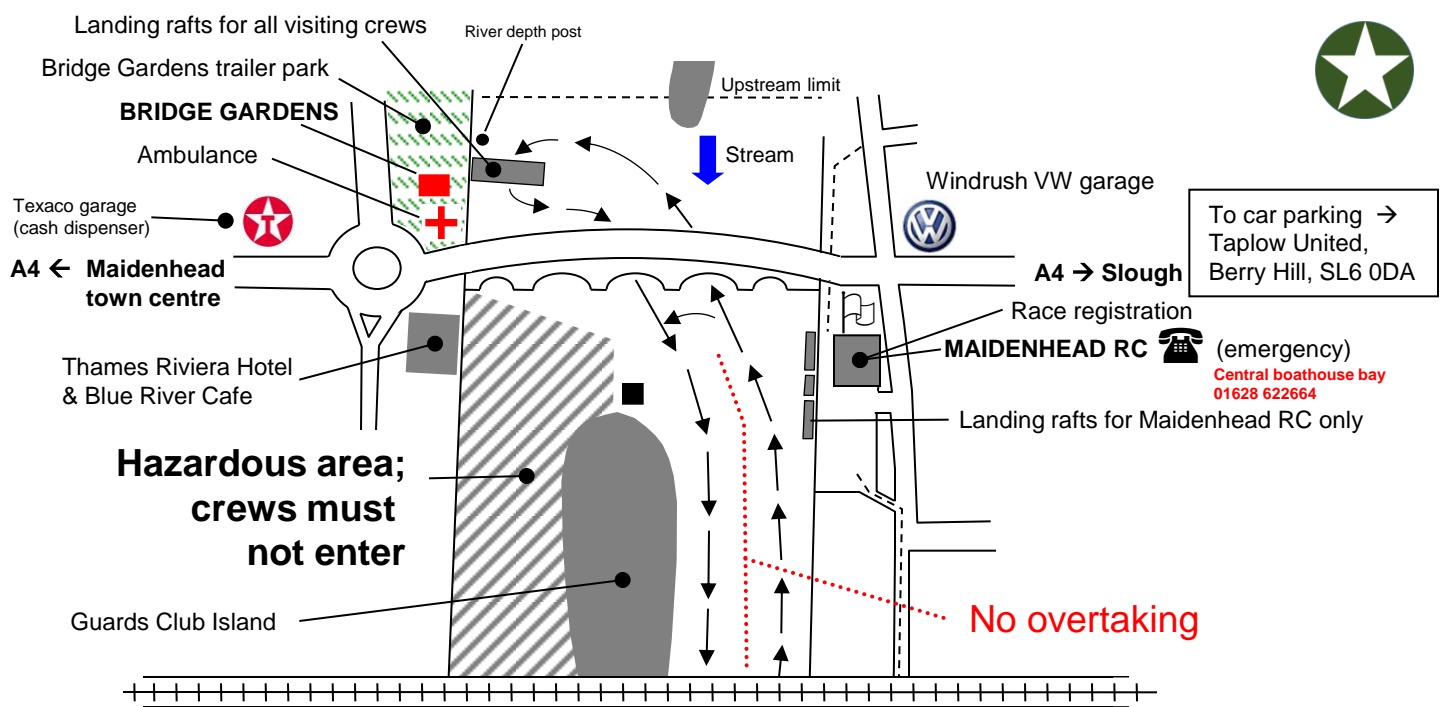 Landing rafts for all visiting crews
River depth post
Bridge Gardens trailer park
Upstream limit
BRIDGE GARDENS
Ambulance
Stream
Windrush VW garage
Texaco garage
(cash dispenser)
T
To car parking →
Taplow United,
Berry Hill, SL6 0DA
A4 ← Maidenhead
town centre
A4 → Slough
Race registration
MAIDENHEAD RC ☎ (emergency)
Central boathouse bay
01628 622664
Thames Riviera Hotel
& Blue River Cafe
Landing rafts for Maidenhead RC only
Hazardous area;
crews must
not enter
Guards Club Island
No overtaking